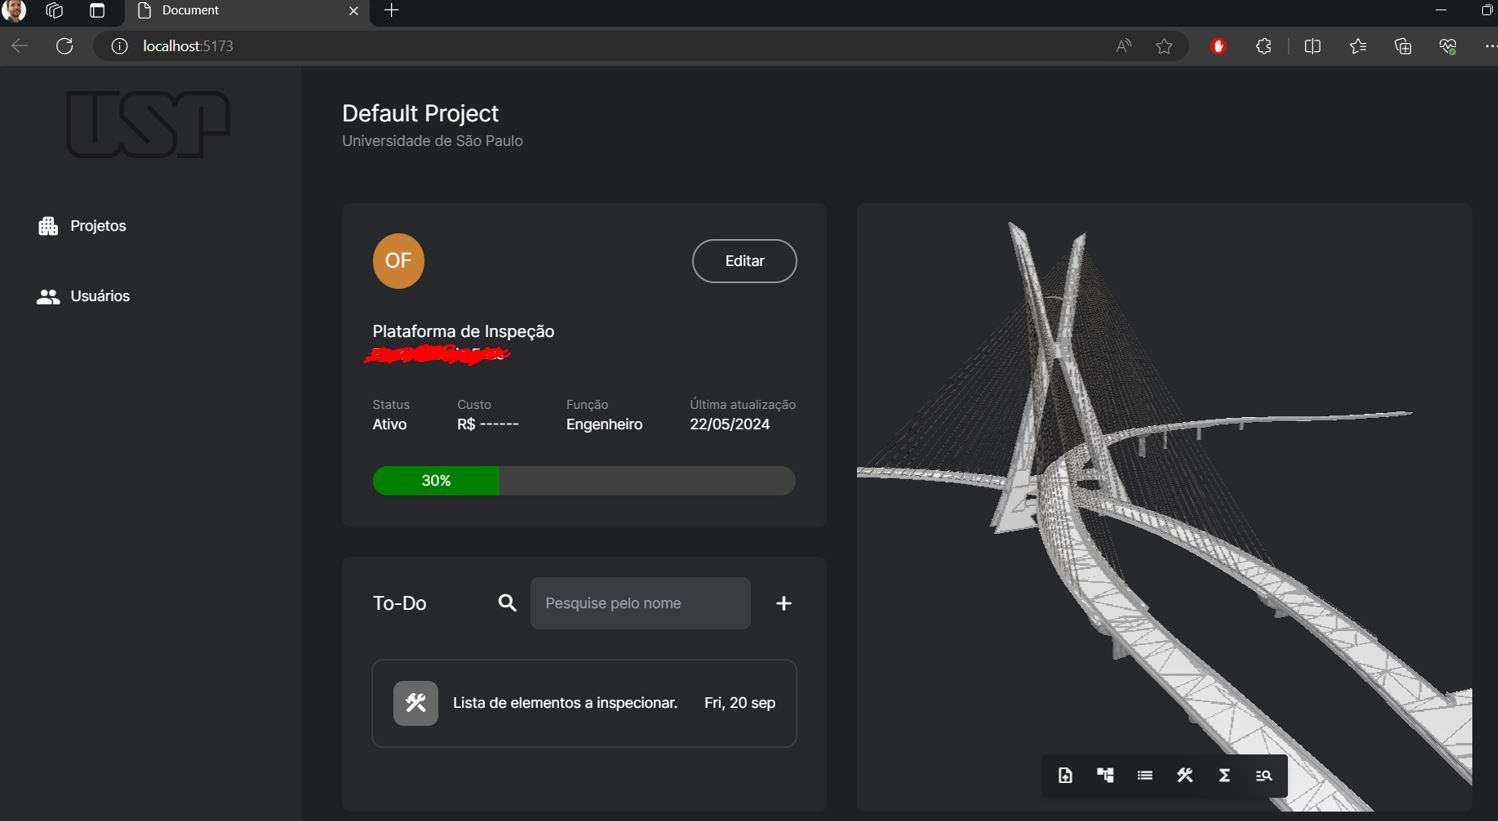 Document
localhost:5173
USP
Default Project
Universidade de São Paulo
Projetos
Usuários
OF
Editar
Plataforma de Inspeção
Status Custo Função Última atualização
Ativo R$ ------ Engenheiro 22/05/2024
30%
To-Do Pesquise pelo nome
Lista de elementos a inspecionar. Fri, 20 sep